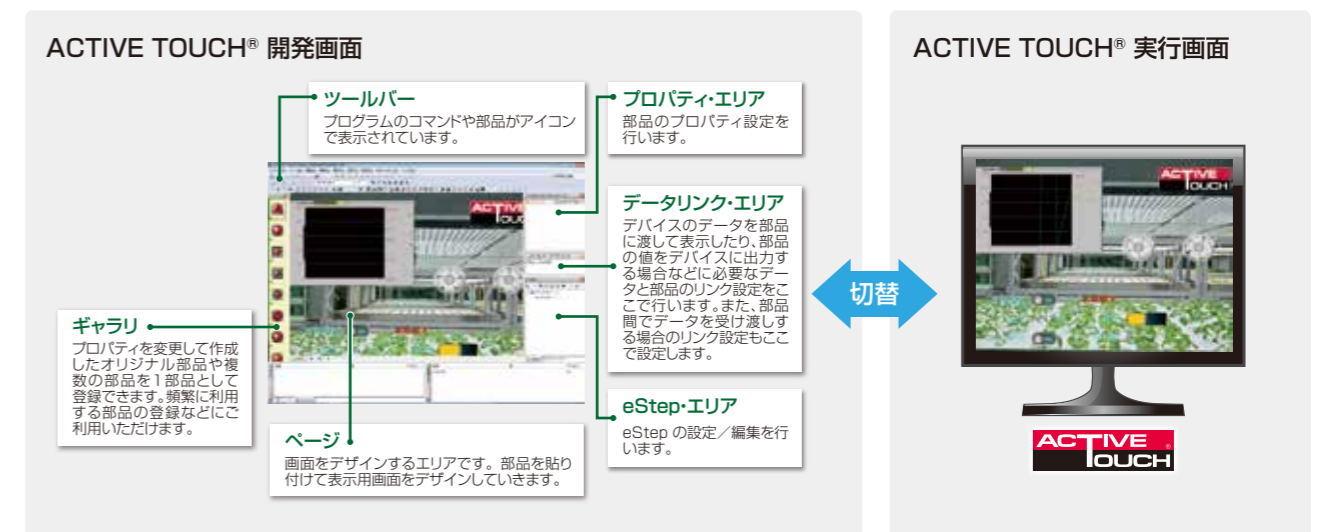 ACTIVE TOUCH® 開発画面
ツールバー
プログラムのコマンドや部品がアイコン
で表示されています。
プロパティ・エリア
部品のプロパティ設定を
行います。
データリンク・エリア
デバイスのデータを部品
に渡して表示したり、部品
の値をデバイスに出力す
る場合などに必要なデー
タと部品のリンク設定をこ
こで行います。また、部品
間でデータを受け渡しす
る場合のリンク設定もここ
で設定します。
ギャラリ
プロパティを変更して作成
したオリジナル部品や複
数の部品を1部品として
登録できます。頻繁に利用
する部品の登録などにご
利用いただけます。
ページ
画面をデザインするエリアです。部品を貼り
付けて表示用画面をデザインしていきます。
eStep・エリア
eStep の設定／編集を行
います。
ACTIVE
TOUCH
切替
ACTIVE TOUCH® 実行画面
ACTIVE
TOUCH
ACTIVE
TOUCH®